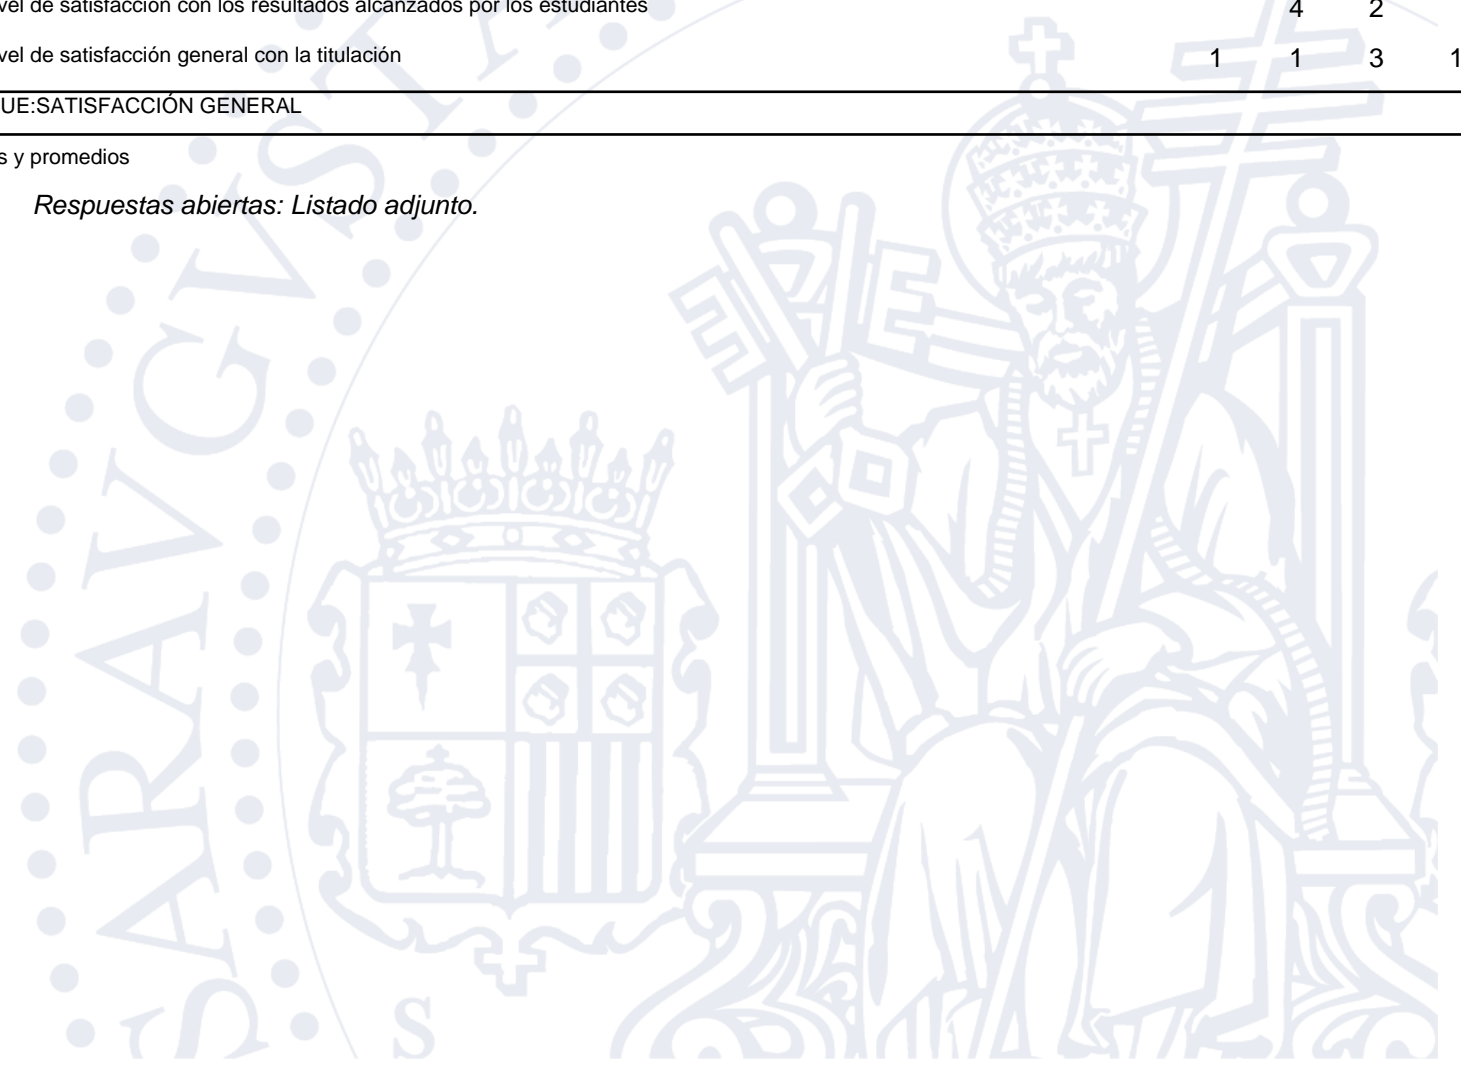 vel de satisfacción con los resultados alcanzados por los estudiantes 4 2
vel de satisfacción general con la titulación 1 1 3 1
UE:SATISFACCIÓN GENERAL
s y promedios
Respuestas abiertas: Listado adjunto.
SARAVGVSTA
S